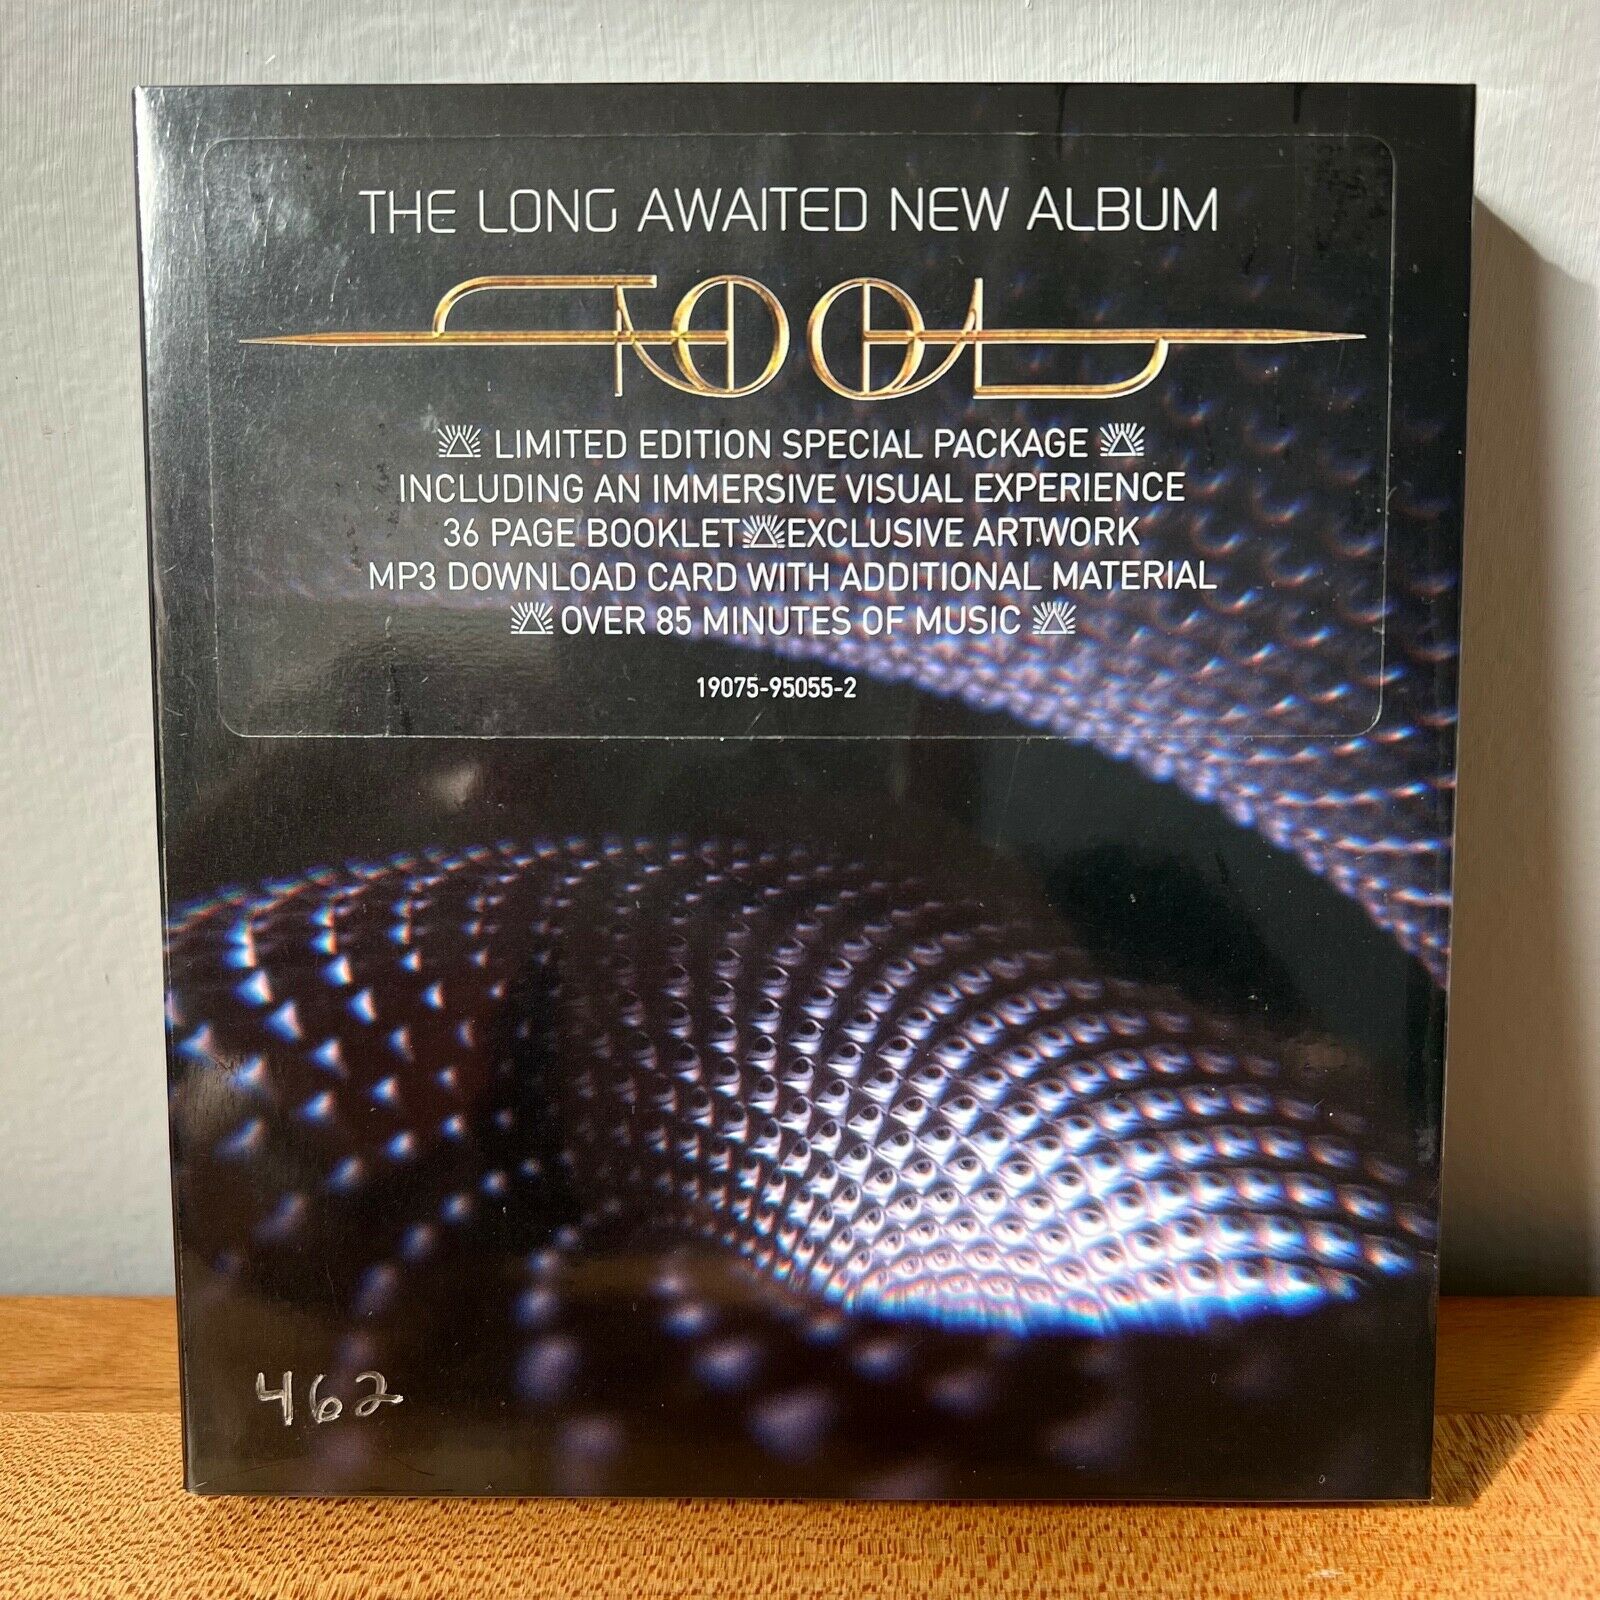 THE LONG AWAITED NEW ALBUM
TOOL
LIMITED EDITION SPECIAL PACKAGE
INCLUDING AN IMMERSIVE VISUAL EXPERIENCE
36 PAGE BOOKLET EXCLUSIVE ARTWORK
MP3 DOWNLOAD CARD WITH ADDITIONAL MATERIAL
OVER 85 MINUTES OF MUSIC
19075-95055-2
462